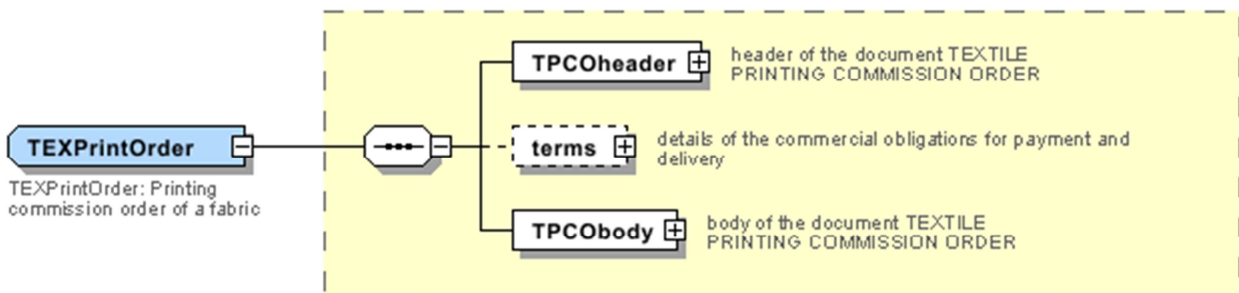 TPCOheader
header of the document TEXTILE
PRINTING COMMISSION ORDER
TEXPrintOrder
terms
details of the commercial obligations for payment and
delivery
TEXPrintOrder: Printing
commission order of a fabric
TPCObody
body of the document TEXTILE
PRINTING COMMISSION ORDER